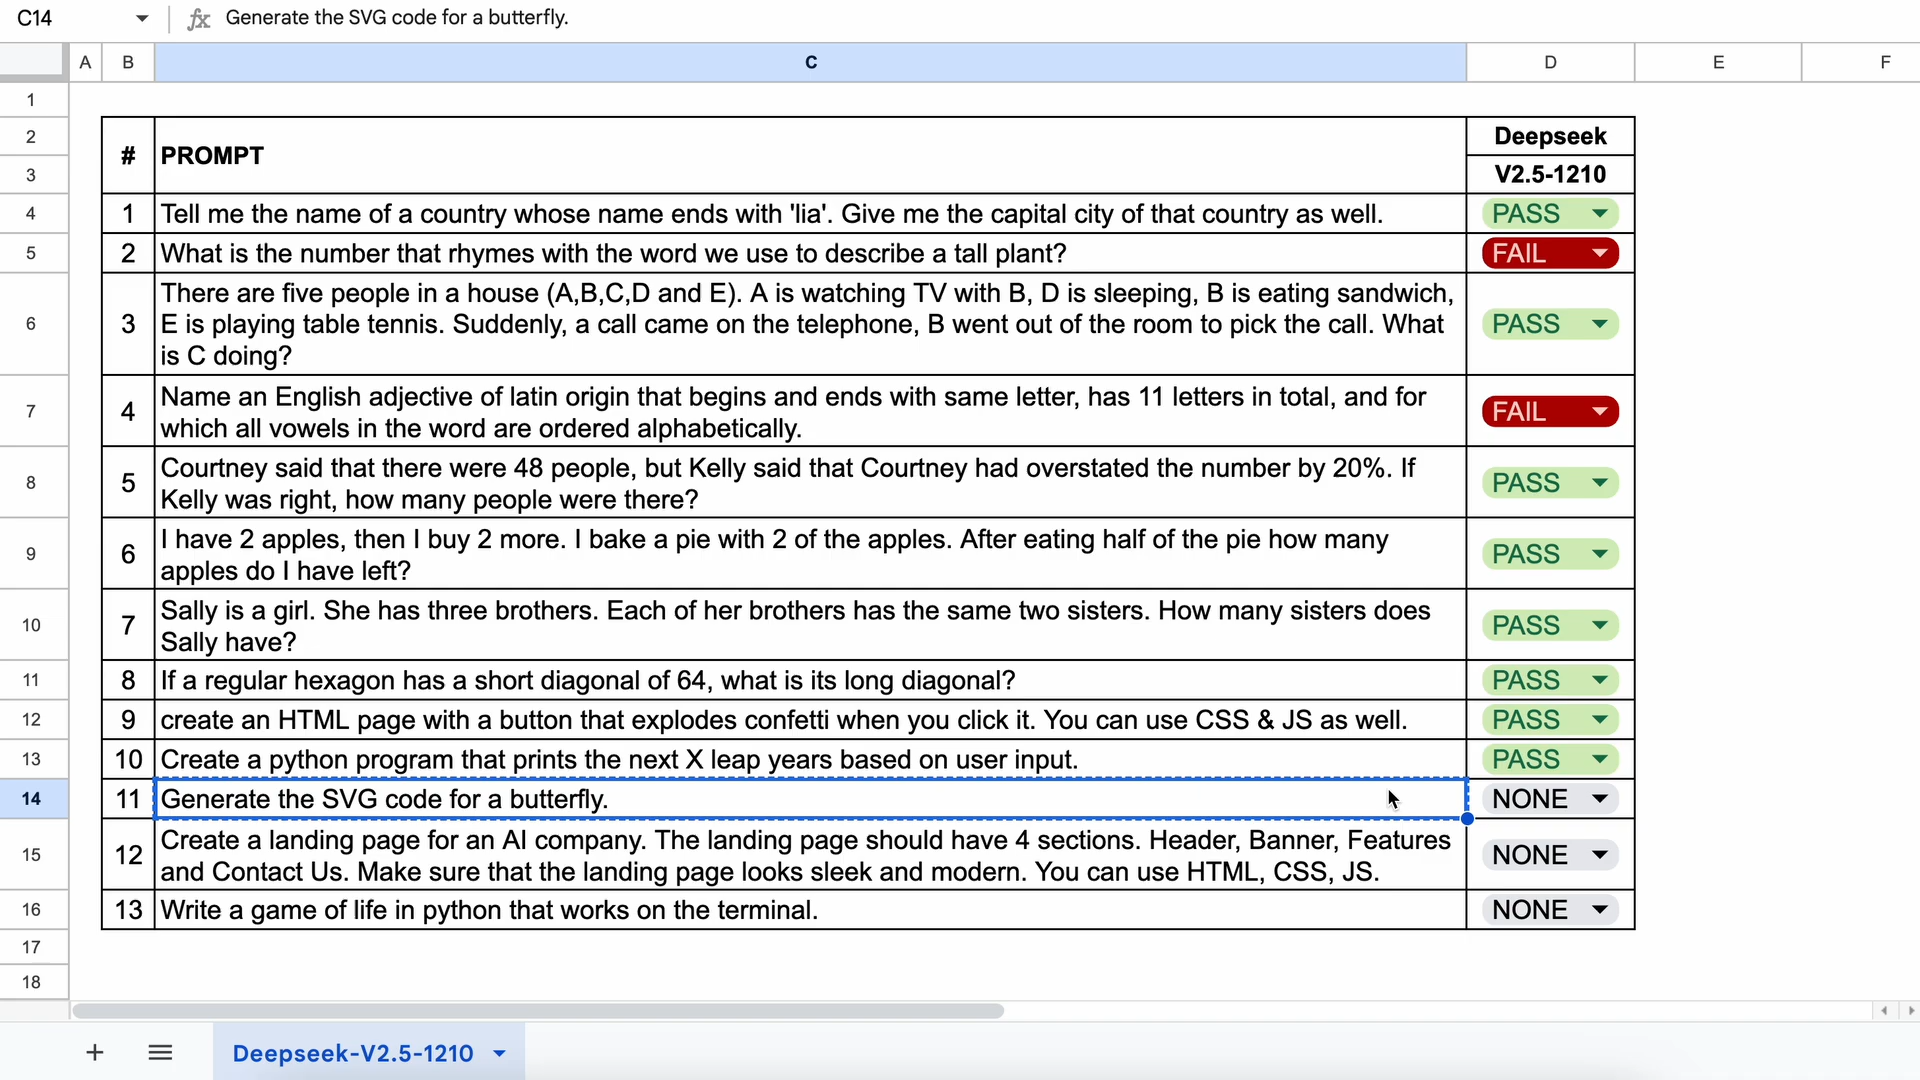 C14
fx Generate the SVG code for a butterfly.
A B C D E F
1
2 Deepseek
# PROMPT
3 V2.5-1210
4 1 Tell me the name of a country whose name ends with 'lia'. Give me the capital city of that country as well. PASS
5 2 What is the number that rhymes with the word we use to describe a tall plant? FAIL
There are five people in a house (A,B,C,D and E). A is watching TV with B, D is sleeping, B is eating sandwich,
6 3 E is playing table tennis. Suddenly, a call came on the telephone, B went out of the room to pick the call. What PASS
is C doing?
Name an English adjective of latin origin that begins and ends with same letter, has 11 letters in total, and for
7 4 FAIL
which all vowels in the word are ordered alphabetically.
Courtney said that there were 48 people, but Kelly said that Courtney had overstated the number by 20%. If
8 5 PASS
Kelly was right, how many people were there?
I have 2 apples, then I buy 2 more. I bake a pie with 2 of the apples. After eating half of the pie how many
9 6 PASS
apples do I have left?
Sally is a girl. She has three brothers. Each of her brothers has the same two sisters. How many sisters does
10 7 PASS
Sally have?
11 8 If a regular hexagon has a short diagonal of 64, what is its long diagonal? PASS
12 9 create an HTML page with a button that explodes confetti when you click it. You can use CSS & JS as well. PASS
13 10 Create a python program that prints the next X leap years based on user input. PASS
14 11 Generate the SVG code for a butterfly. NONE
Create a landing page for an AI company. The landing page should have 4 sections. Header, Banner, Features
15 12 NONE
and Contact Us. Make sure that the landing page looks sleek and modern. You can use HTML, CSS, JS.
16 13 Write a game of life in python that works on the terminal. NONE
17
18
Deepseek-V2.5-1210